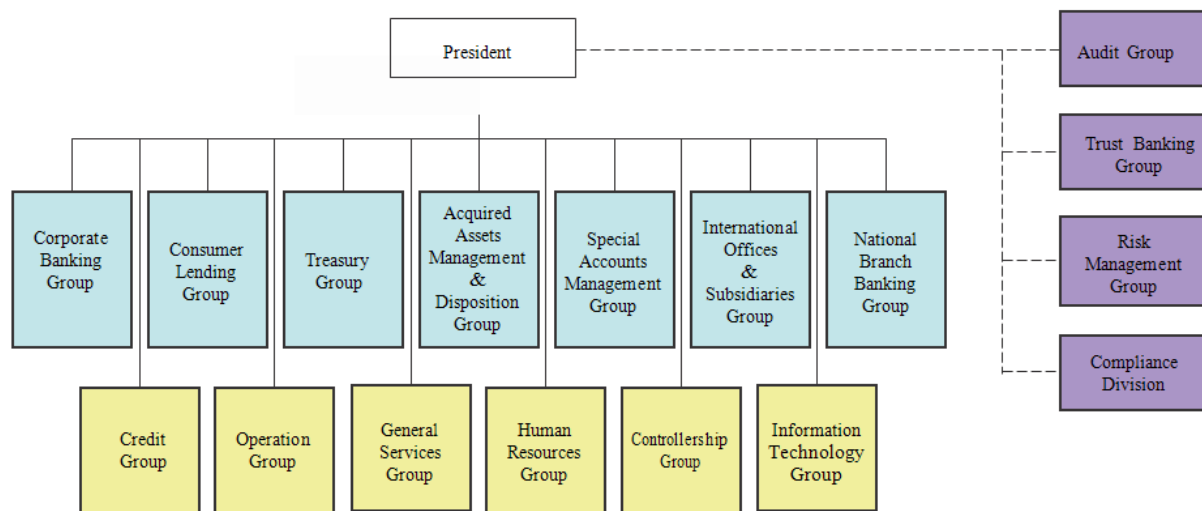 President
Audit Group
Trust Banking
Group
Risk
Management
Group
Compliance
Division
Corporate
Banking
Group
Consumer
Lending
Group
Treasury
Group
Acquired
Assets
Management
&
Disposition
Group
Special
Accounts
Management
Group
International
Offices
&
Subsidiaries
Group
National
Branch
Banking
Group
Credit
Group
Operation
Group
General
Services
Group
Human
Resources
Group
Controllership
Group
Information
Technology
Group